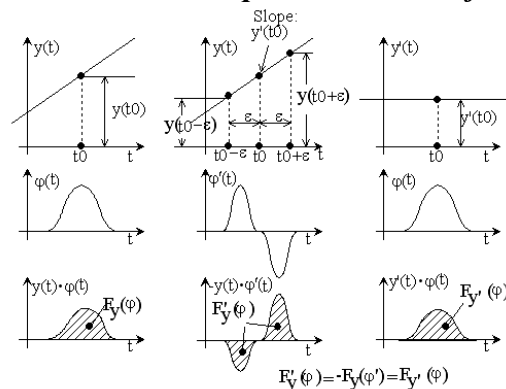 Slope:
y(t)
y(t)
y'(t0)
y'(t)
y(t0)
y(t0-ε)
ε
ε
y(t0+ε)
y'(t0)
t0
t
t0-ε
t0
t0+ε
t
t0
t
φ(t)
φ'(t)
φ(t)
t
t
t
y(t)·φ(t)
y(t)·φ'(t)
y'(t)·φ(t)
Fy(φ)
F'y(φ)
Fy'(φ)
t
t
t
F'y(φ)=-Fy(φ')=Fy'(φ)